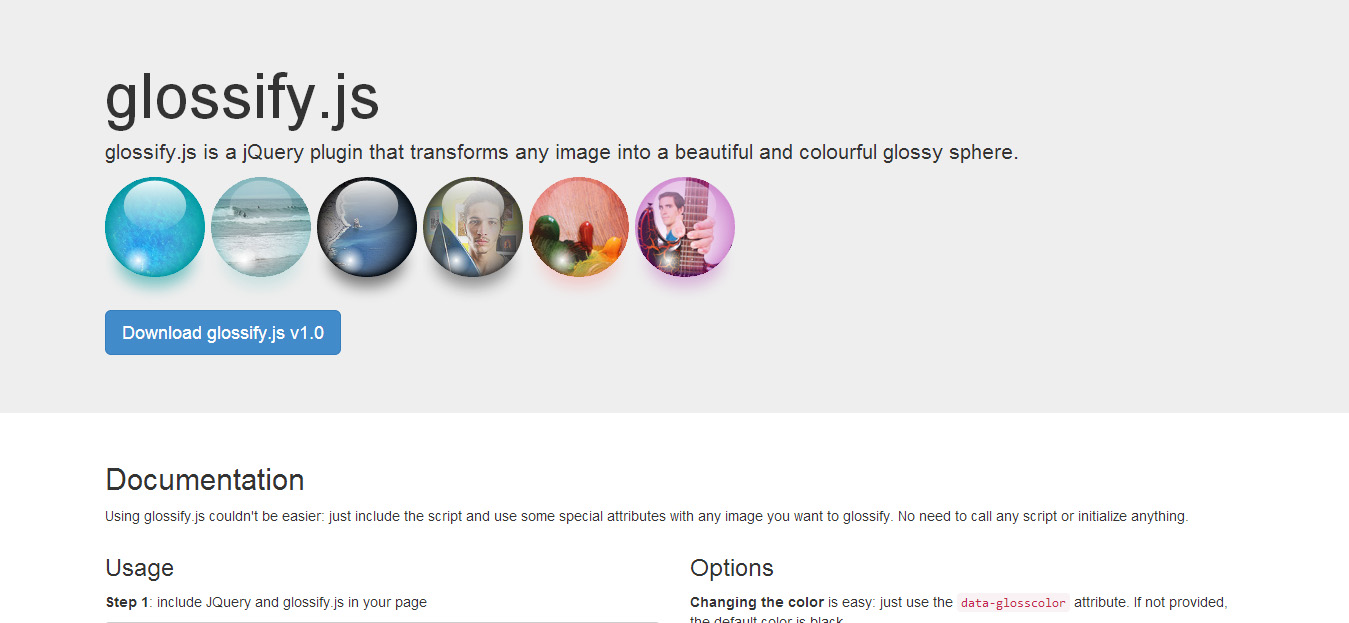 glossify.js
glossify.js is a jQuery plugin that transforms any image into a beautiful and colourful glossy sphere.
Download glossify.js v1.0
Documentation
Using glossify.js couldn't be easier: just include the script and use some special attributes with any image you want to glossify. No need to call any script or initialize anything.
Usage
Step 1: include JQuery and glossify.js in your page
Options
Changing the color is easy: just use the data-glosscolor attribute. If not provided,
the default color is black.